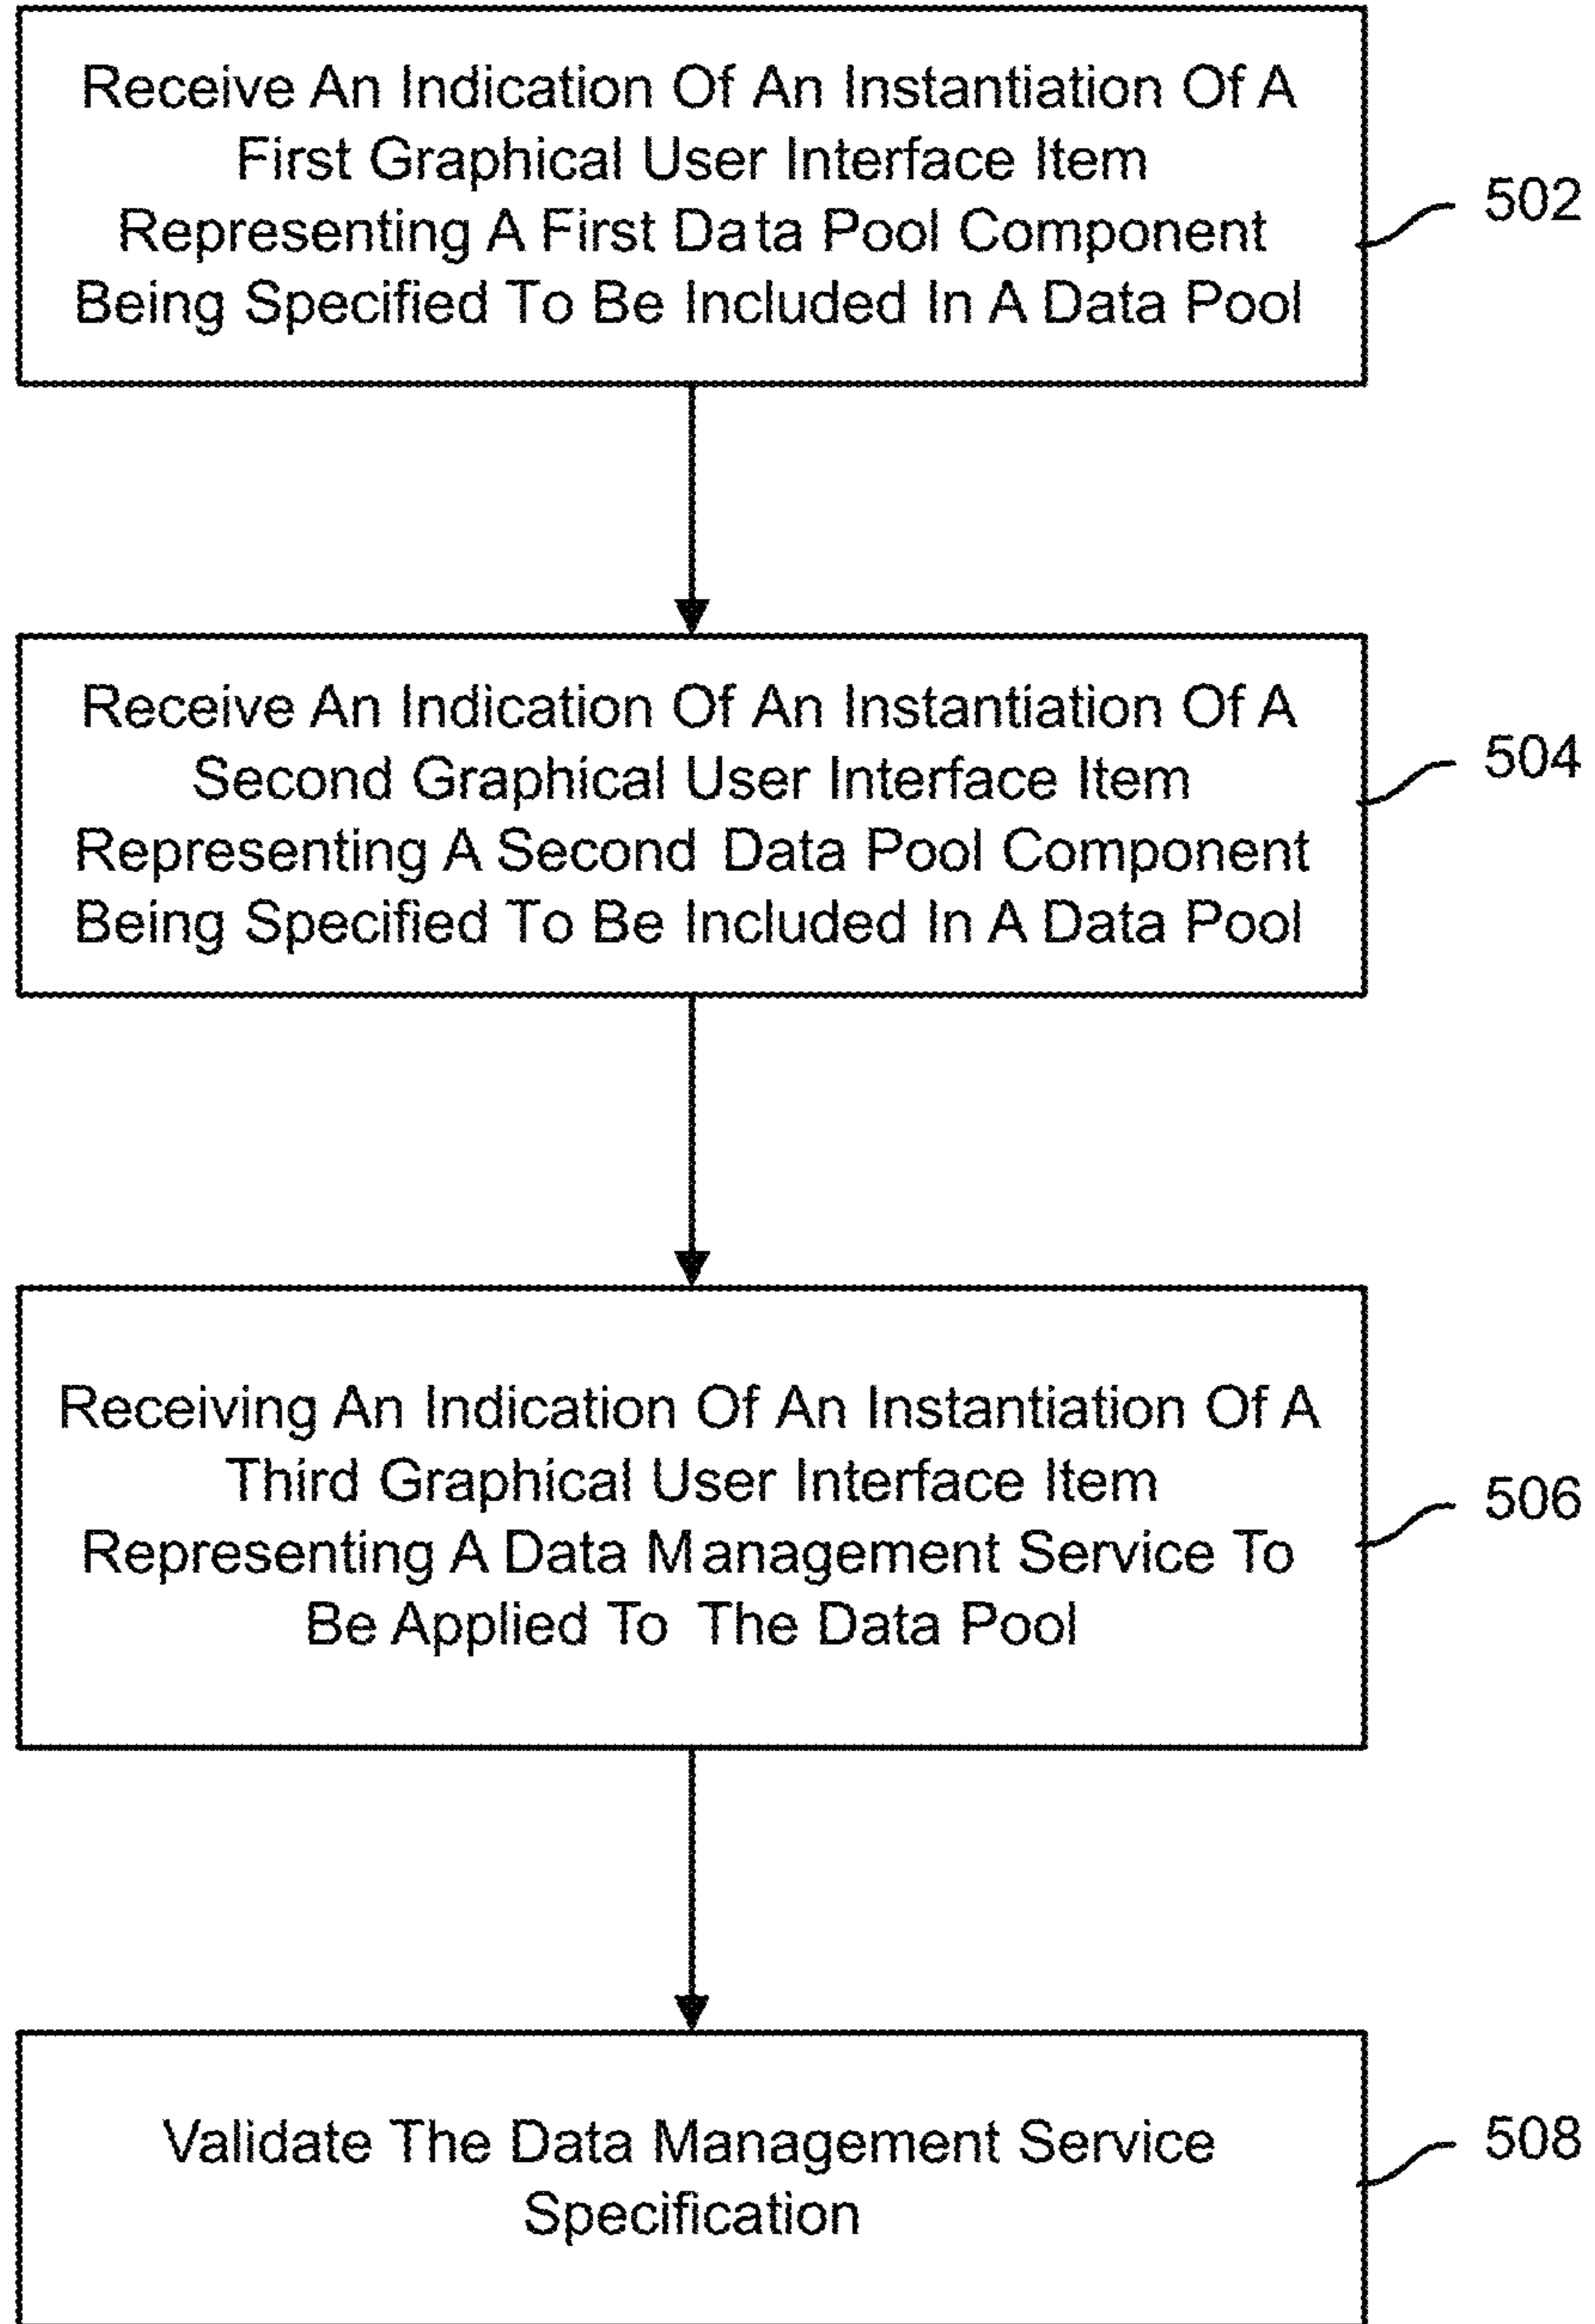 Receive An Indication Of An Instantiation Of A
First Graphical User Interface Item
Representing A First Data Pool Component
Being Specified To Be Included In A Data Pool
502
Receive An Indication Of An Instantiation Of A
Second Graphical User Interface Item
Representing A Second Data Pool Component
Being Specified To Be Included In A Data Pool
504
Receiving An Indication Of An Instantiation Of A
Third Graphical User Interface Item
Representing A Data Management Service To
Be Applied To The Data Pool
506
Validate The Data Management Service
Specification
508